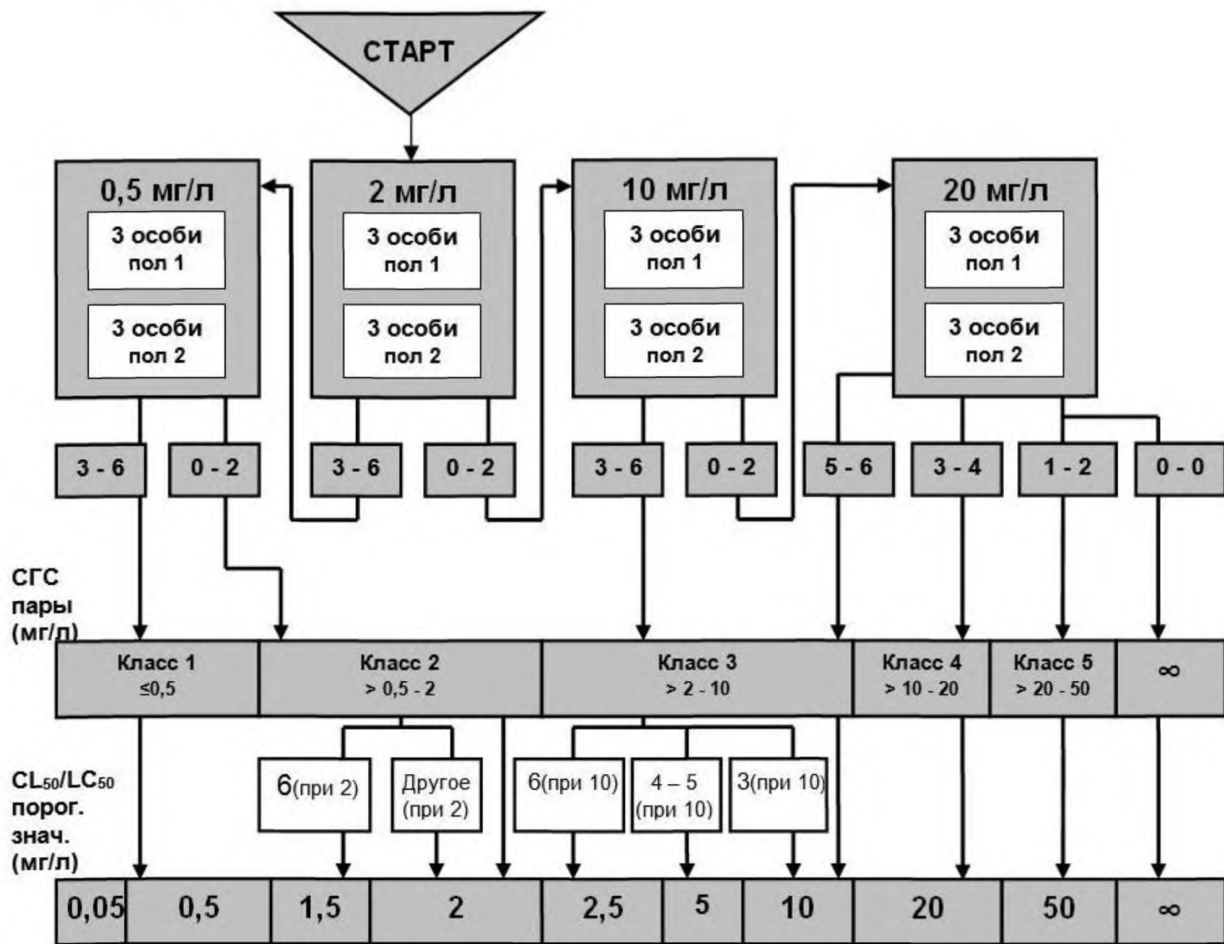 СТАРТ
0,5 мг/л
2 мг/л
10 мг/л
20 мг/л
3 особи
пол 1
3 особи
пол 1
3 особи
пол 1
3 особи
пол 1
3 особи
пол 2
3 особи
пол 2
3 особи
пол 2
3 особи
пол 2
3 - 6
0 - 2
3 - 6
0 - 2
3 - 6
0 - 2
5 - 6
3 - 4
1 - 2
0 - 0
СГС
пары
(мг/л)
Класс 1
≤0,5
Класс 2
> 0,5 - 2
Класс 3
> 2 - 10
Класс 4
> 10 - 20
Класс 5
> 20 - 50
∞
CL50/LC50
порог.
знач.
(мг/л)
6(при 2)
Другое
(при 2)
6(при 10)
4 – 5
(при 10)
3(при 10)
0,05
0,5
1,5
2
2,5
5
10
20
50
∞